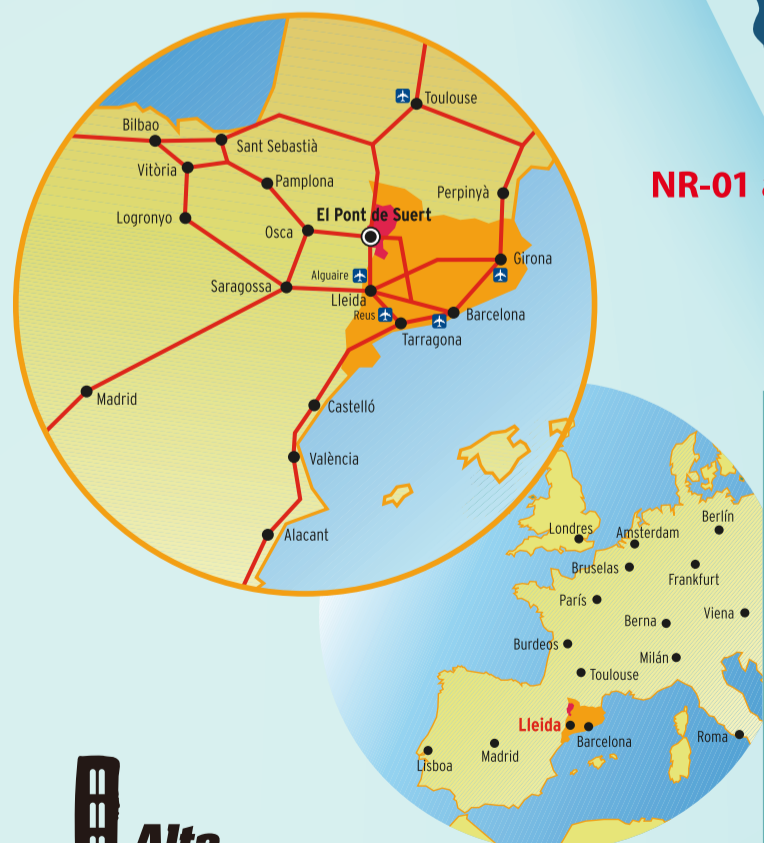 Toulouse
Bilbao
Sant Sebastià
Vitòria
Pamplona
Perpinyà
NR-01
Logronyo
El Pont de Suert
Osca
Girona
Alguaire
Saragossa
Lleida
Reus
Barcelona
Tarragona
Madrid
Castelló
València
Alacant
Londres
Amsterdam
Berlín
Bruselas
Frankfurt
París
Berna
Viena
Burdeos
Milán
Toulouse
Lleida
Barcelona
Roma
Madrid
Lisboa
Alta